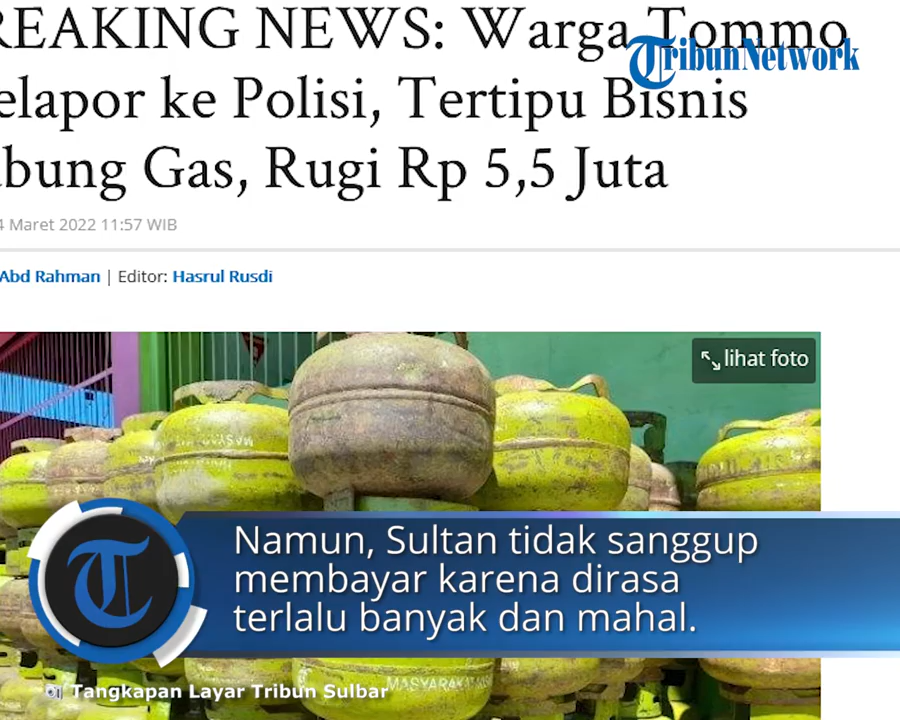 REAKING NEWS: Warga Tommo
TribunNetwork
elapor ke Polisi, Tertipu Bisnis
bung Gas, Rugi Rp 5,5 Juta
4 Maret 2022 11:57 WIB
Abd Rahman | Editor: Hasrul Rusdi
lihat foto
Namun, Sultan tidak sanggup
membayar karena dirasa
terlalu banyak dan mahal.
Tangkapan Layar Tribun Sulbar
MASYARAKAT